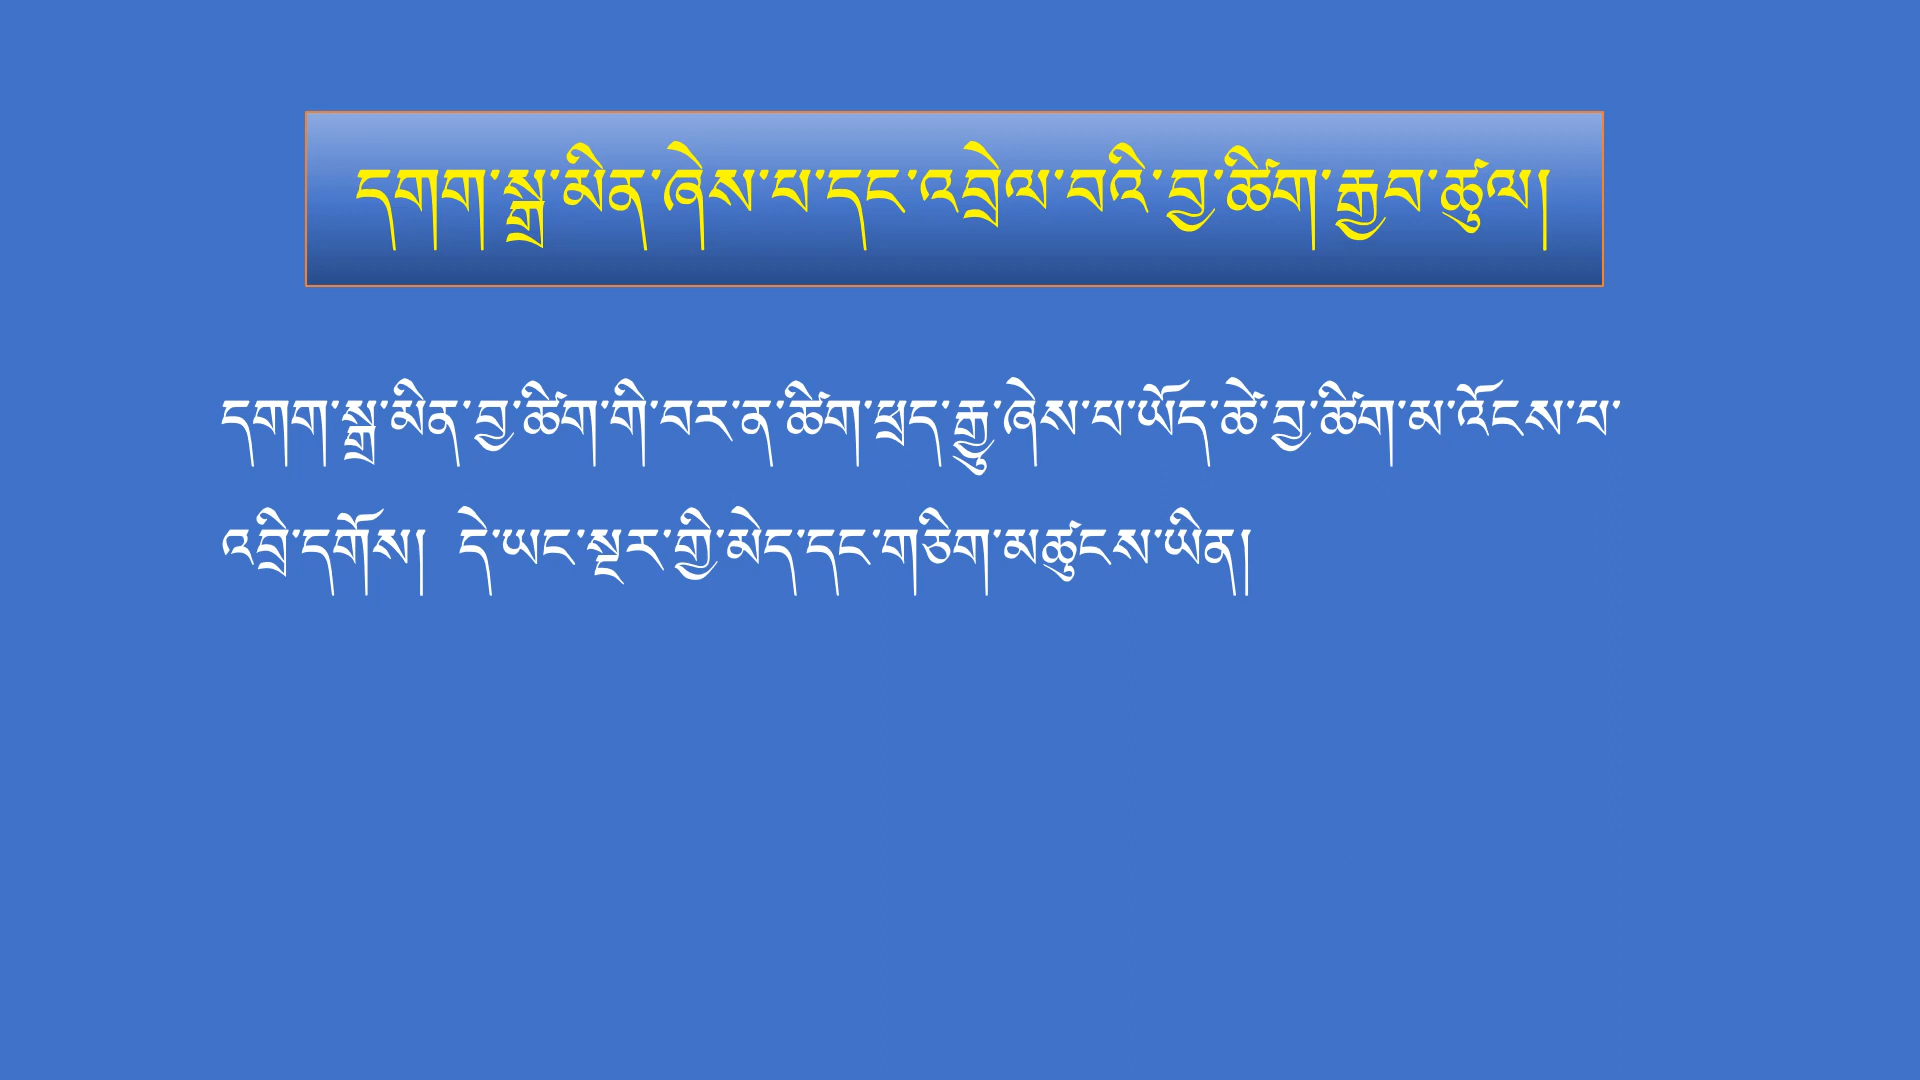 དགག་སྒྲ་མིན་ཞེས་པ་དང་འབྲེལ་བའི་བྱ་ཚིག་རྒྱབ་ཚུལ།
དགག་སྒྲ་མིན་བྱ་ཚིག་གི་བར་ན་ཚིག་ཕྲད་རྒྱུ་ཞེས་པ་ཡོད་ཚེ་བྱ་ཚིག་མ་འོངས་པ་
འབྲི་དགོས།  དེ་ཡང་སྔར་གྱི་མེད་དང་གཅིག་མཚུངས་ཡིན།